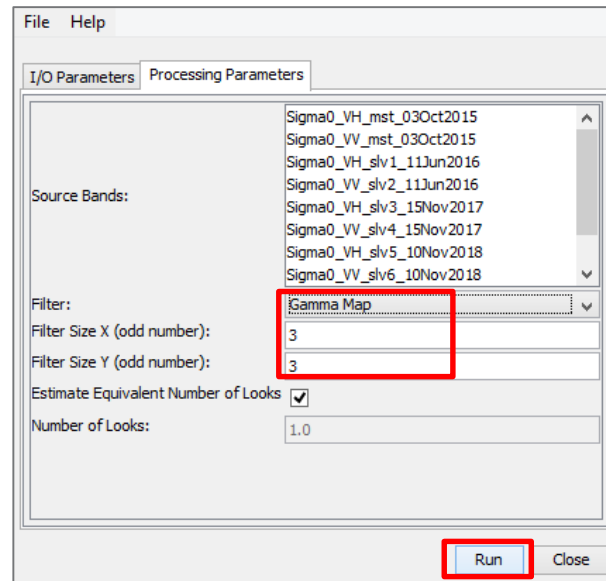 File Help
I/O Parameters Processing Parameters
Source Bands:
Sigma0_VH_mst_03Oct2015
Sigma0_VV_mst_03Oct2015
Sigma0_VH_slv1_11Jun2016
Sigma0_VV_slv2_11Jun2016
Sigma0_VH_slv3_15Nov2017
Sigma0_VV_slv4_15Nov2017
Sigma0_VH_slv5_10Nov2018
Sigma0_VV_slv6_10Nov2018
Filter: Gamma Map
Filter Size X (odd number): 3
Filter Size Y (odd number): 3
Estimate Equivalent Number of Looks
Number of Looks: 1.0
Run Close